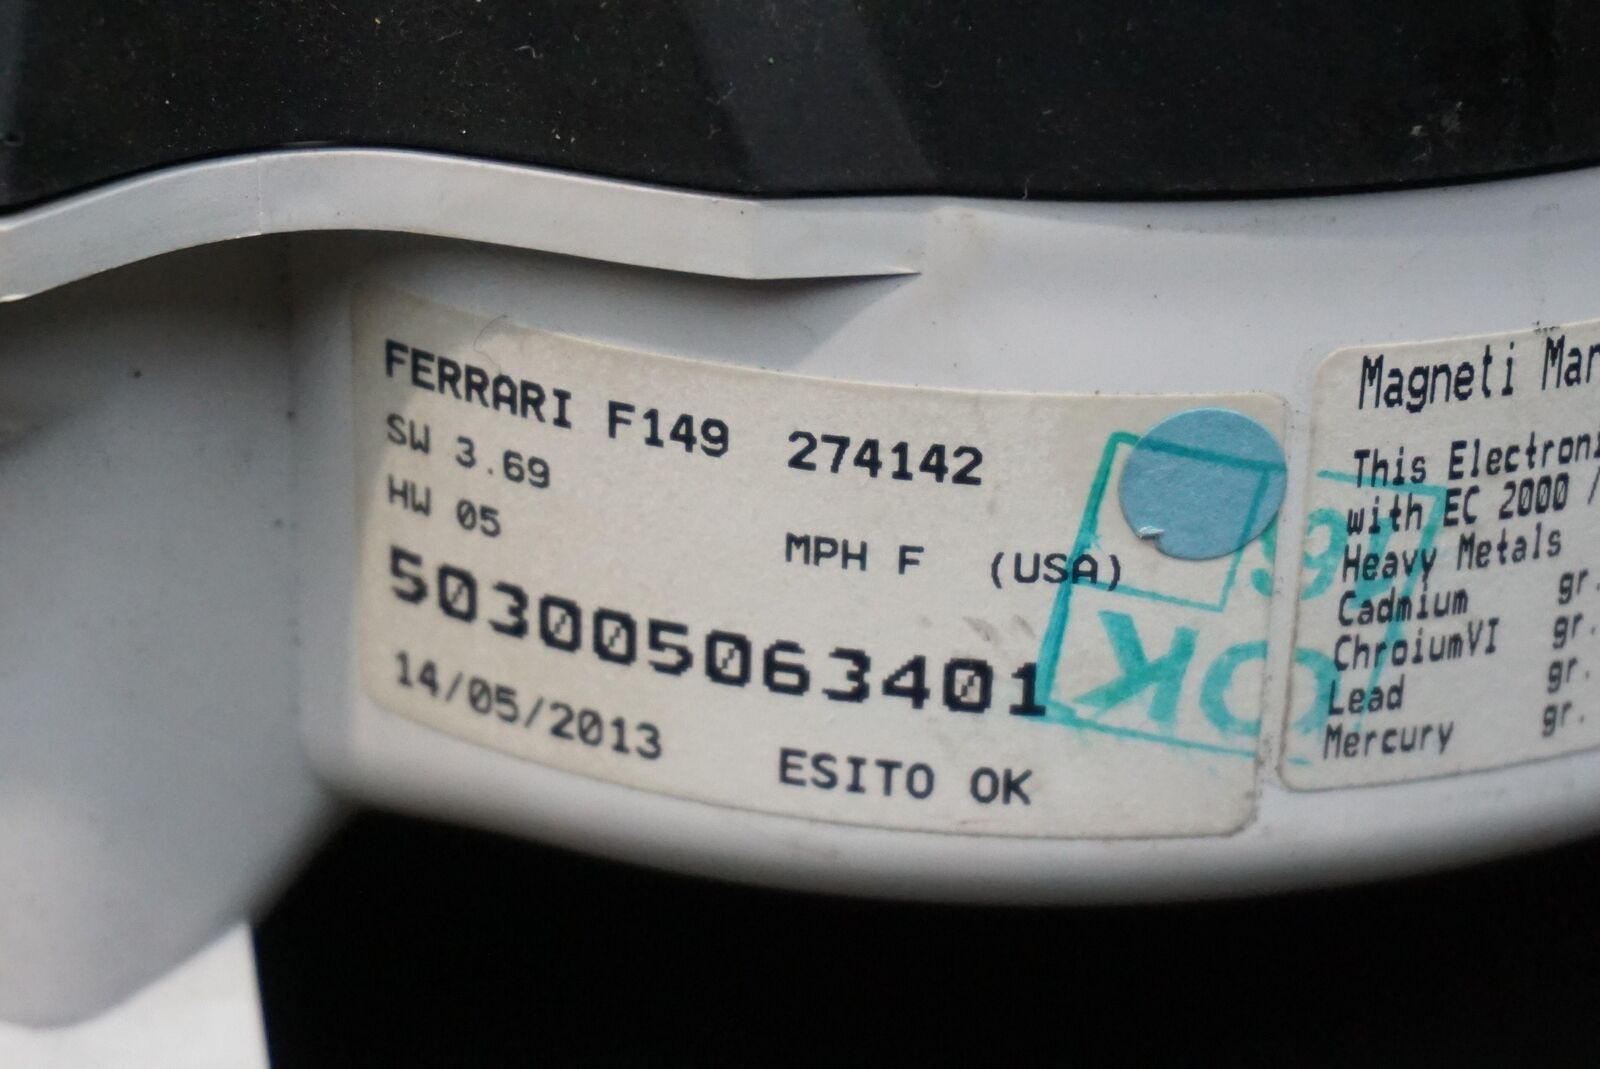 FERRARI F149 274142
SW 3.69
HW 05
MPH F (USA)
503005063401
14/05/2013
ESITO OK
OK
Magneti Mar
This Electroni
with EC 2000 /
Heavy Metals
Cadmium gr.
ChroiumVI gr.
Lead gr.
Mercury gr.